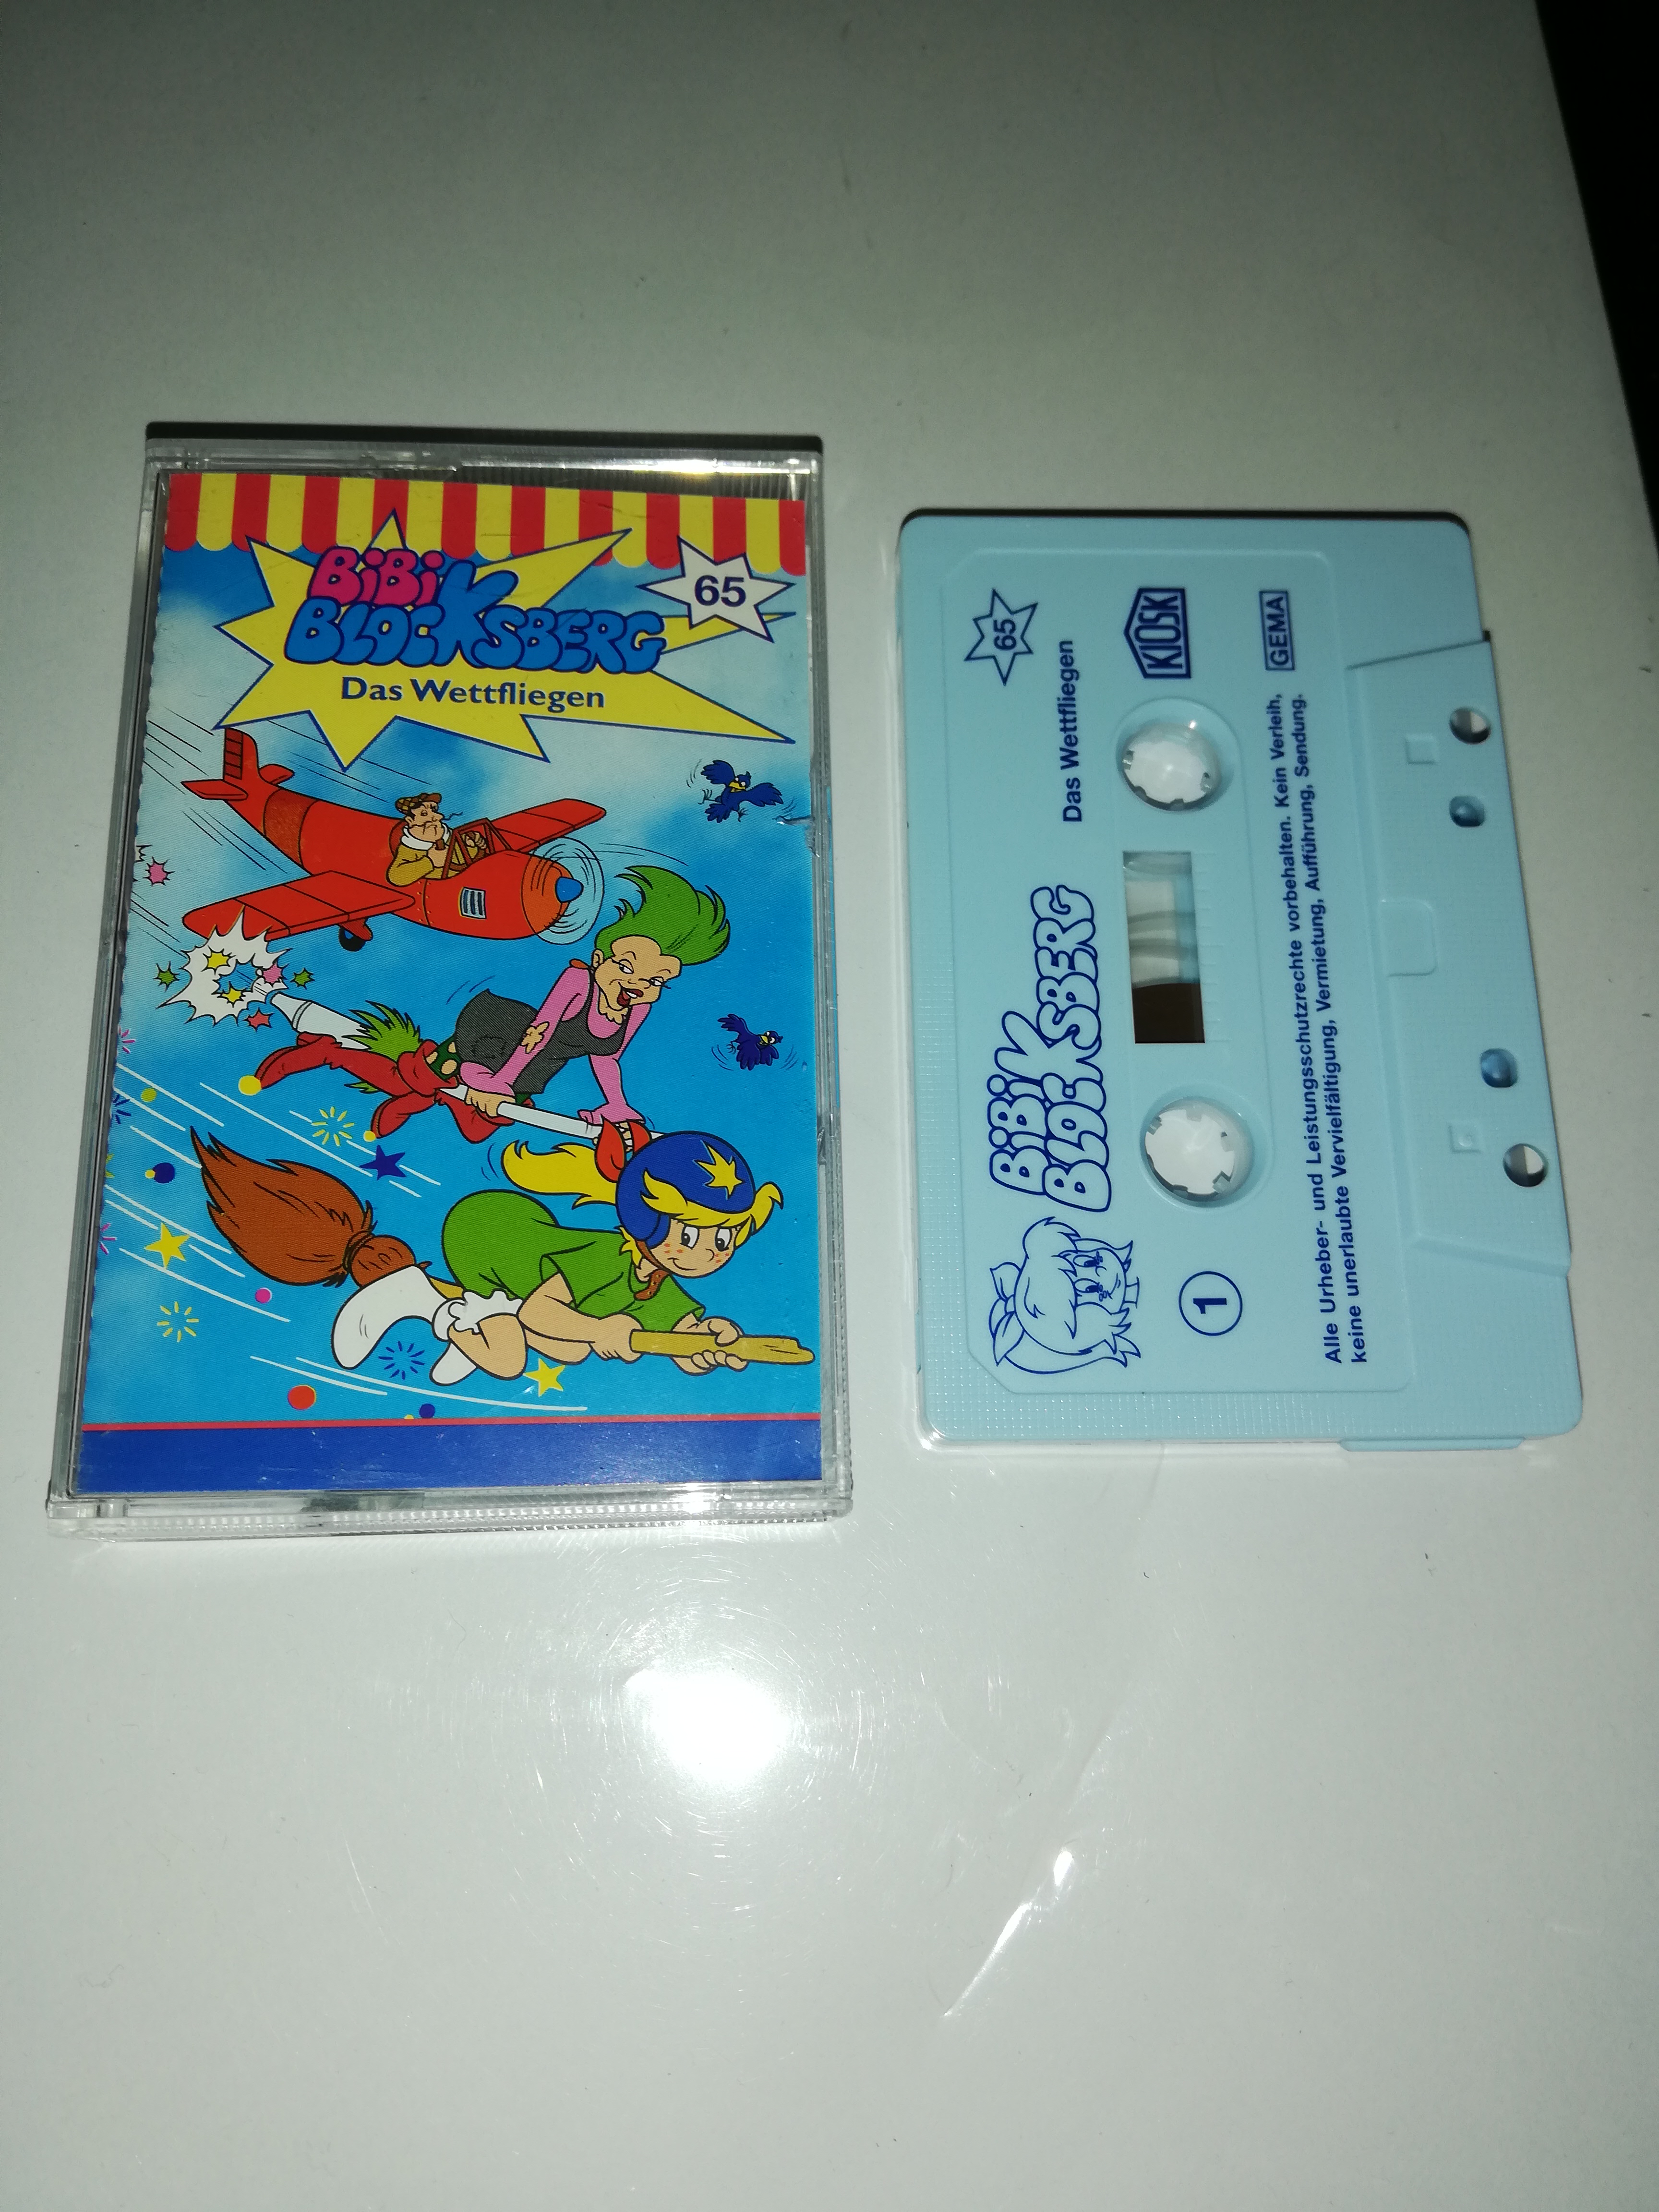 BiBi
BLOCKSBERG
65
Das Wettfliegen
65
Das Wettfliegen
KIOSK
GEMA
BiBi
BLOCKSBERG
1
Alle Urheber- und Leistungsschutzrechte vorbehalten. Kein Verleih,
keine unerlaubte Vervielfältigung, Vermietung, Aufführung, Sendung.